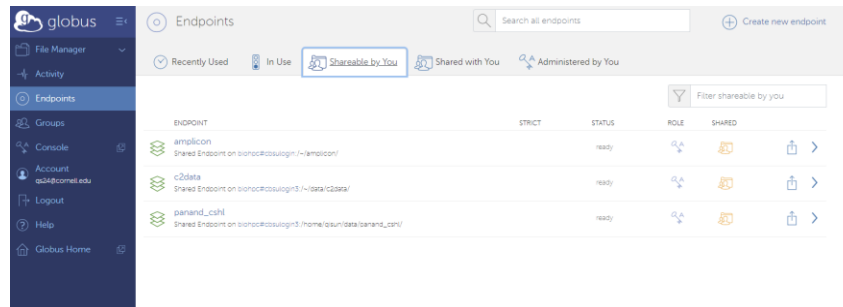 globus
File Manager
Activity
Endpoints
Groups
Console
Account
qs24@cornell.edu
Logout
Help
Globus Home
Endpoints
Search all endpoints
Create new endpoint
Recently Used
In Use
Shareable by You
Shared with You
Administered by You
Filter shareable by you
ENDPOINT STRICT STATUS ROLE SHARED
amplicon
Shared Endpoint on biohpc#cbsulogin:/~/amplicon/
ready
c2data
Shared Endpoint on biohpc#cbsulogin3:/~/data/c2data/
ready
panand_cshl
Shared Endpoint on biohpc#cbsulogin3:/home/qisun/data/panand_cshl/
ready